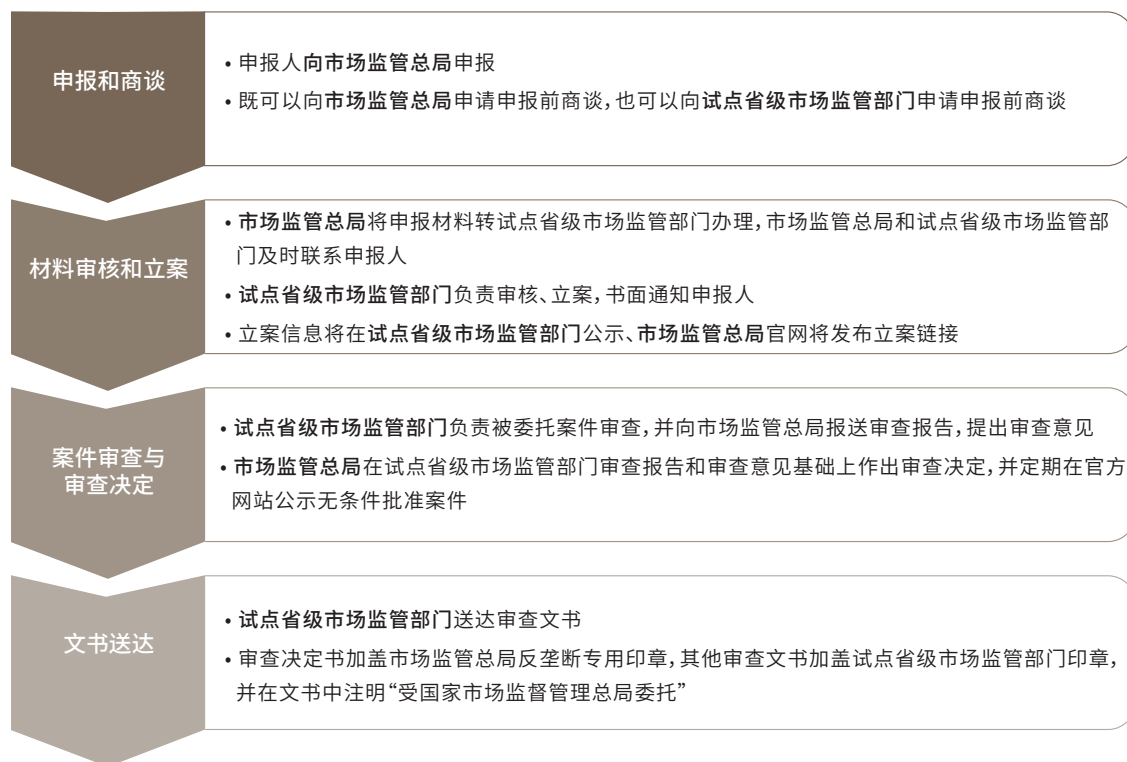 申报和商谈
• 申报人向市场监管总局申报
• 既可以向市场监管总局申请申报前商谈，也可以向试点省级市场监管部门申请申报前商谈
材料审核和立案
• 市场监管总局将申报材料转试点省级市场监管部门办理，市场监管总局和试点省级市场监管部
门及时联系申报人
• 试点省级市场监管部门负责审核、立案，书面通知申报人
• 立案信息将在试点省级市场监管部门公示、市场监管总局官网将发布立案链接
案件审查与
审查决定
• 试点省级市场监管部门负责被委托案件审查，并向市场监管总局报送审查报告，提出审查意见
• 市场监管总局在试点省级市场监管部门审查报告和审查意见基础上作出审查决定，并定期在官方
网站公示无条件批准案件
文书送达
• 试点省级市场监管部门送达审查文书
• 审查决定书加盖市场监管总局反垄断专用印章，其他审查文书加盖试点省级市场监管部门印章，
并在文书中注明“受国家市场监督管理总局委托”